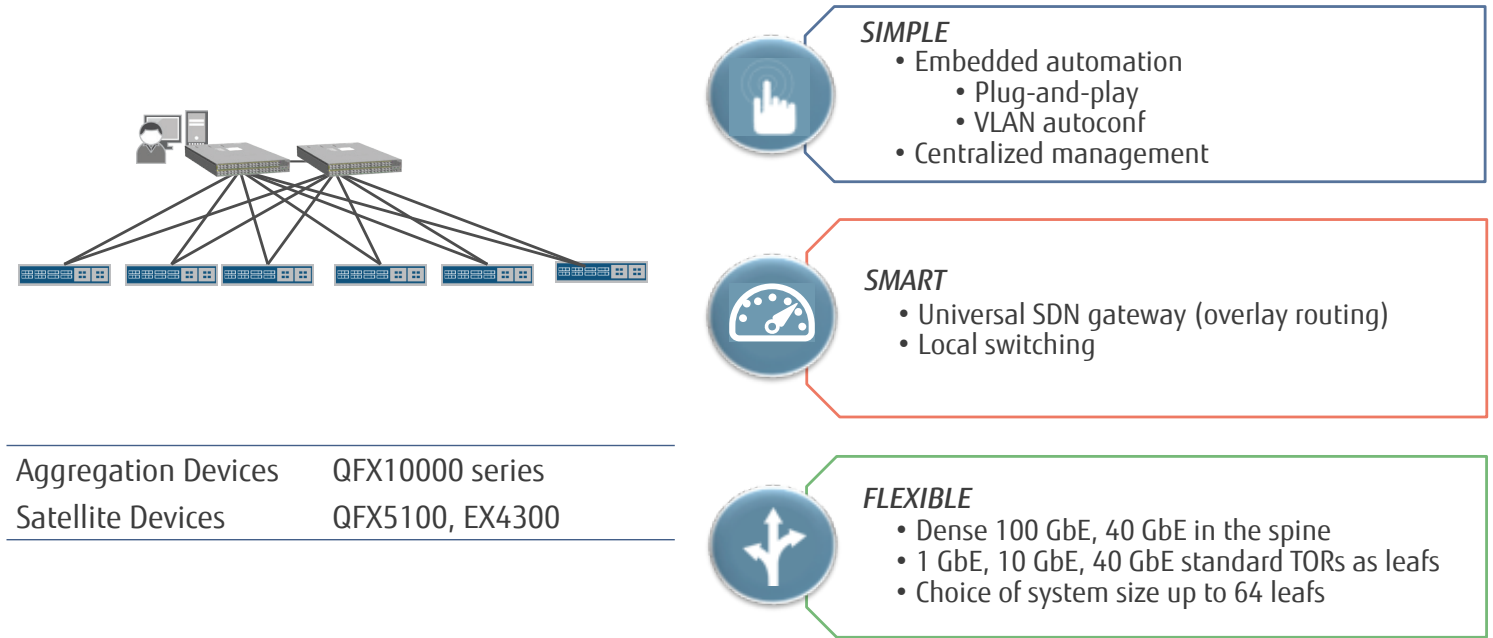 SIMPLE
• Embedded automation
• Plug-and-play
• VLAN autoconf
• Centralized management
SMART
• Universal SDN gateway (overlay routing)
• Local switching
Aggregation Devices QFX10000 series
Satellite Devices QFX5100, EX4300
FLEXIBLE
• Dense 100 GbE, 40 GbE in the spine
• 1 GbE, 10 GbE, 40 GbE standard TORs as leafs
• Choice of system size up to 64 leafs